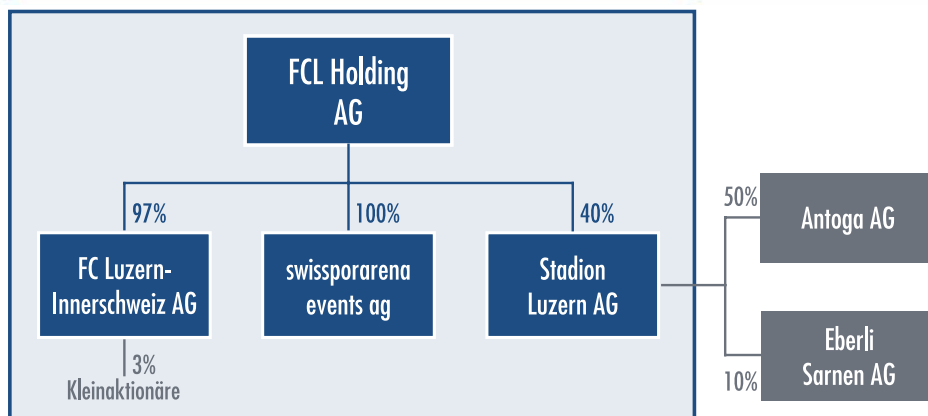 FCL Holding
AG
97%
100%
40%
50%
Antoga AG
FC Luzern-
Innerschweiz AG
swissporarena
events ag
Stadion
Luzern AG
3%
Kleinaktionäre
10%
Eberli
Sarnen AG